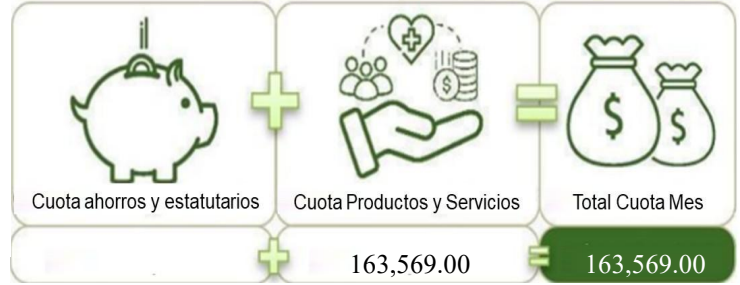 $ $ $
Cuota ahorros y estatutarios Cuota Productos y Servicios Total Cuota Mes
163,569.00 163,569.00